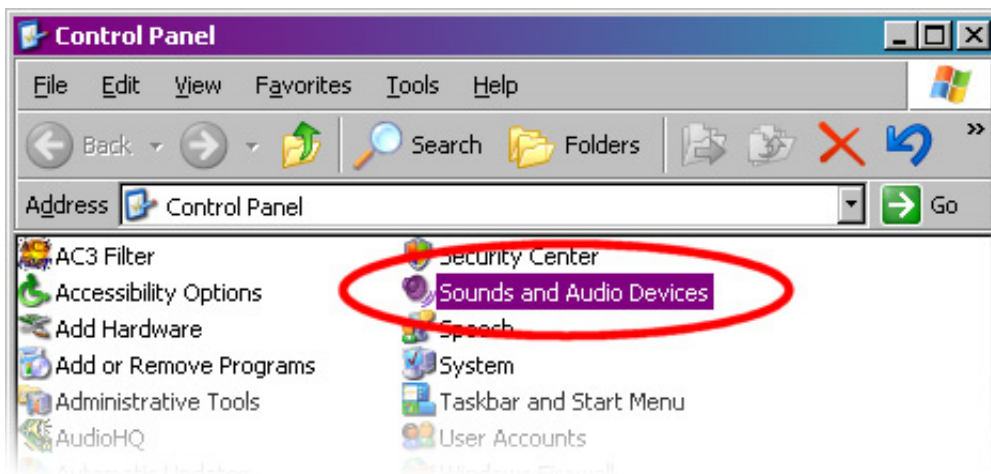 Control Panel
File Edit View Favorites Tools Help
Back Search Folders »
Address Control Panel Go
AC3 Filter
Accessibility Options
Add Hardware
Add or Remove Programs
Administrative Tools
AudioHQ
Security Center
Sounds and Audio Devices
Speech
System
Taskbar and Start Menu
User Accounts